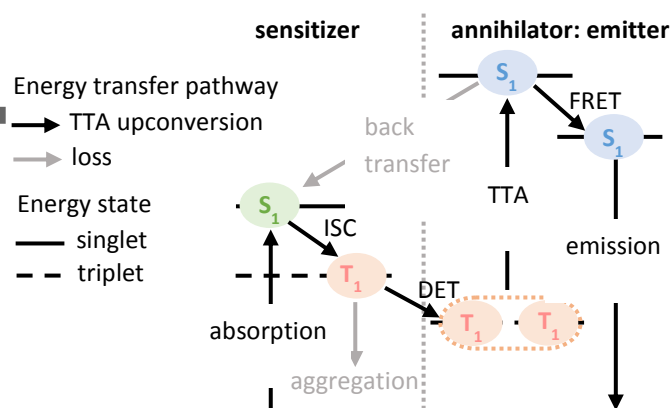 sensitizer
annihilator: emitter
Energy transfer pathway
TTA upconversion
loss
Energy state
singlet
triplet
S1
FRET
back
transfer
S1
TTA
S1
ISC
emission
T1
DET
absorption
T1
T1
aggregation